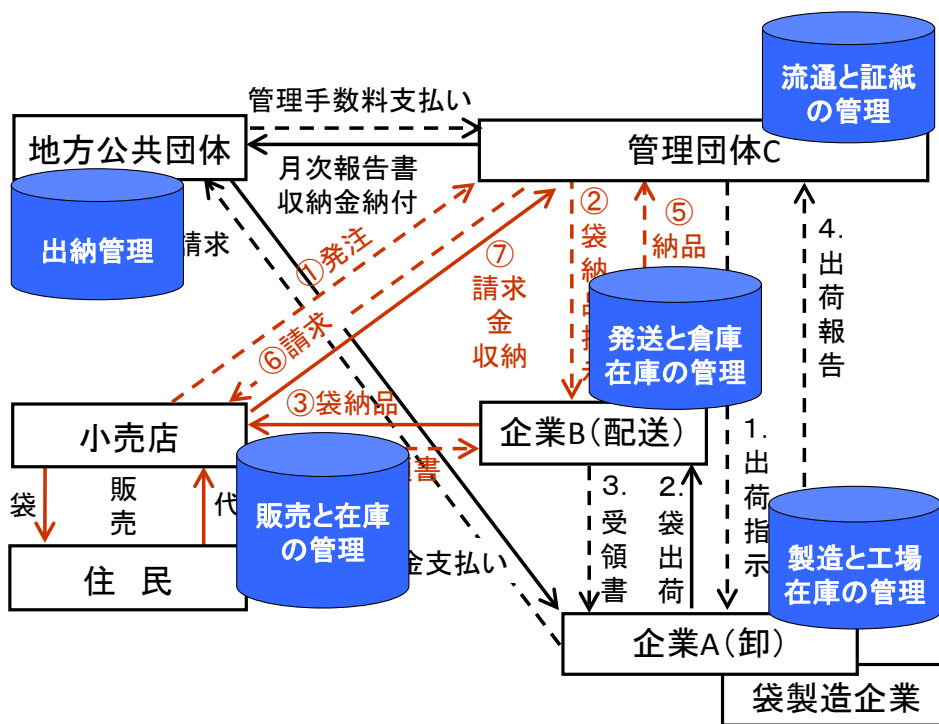 流通と証紙
の管理
管理手数料支払い
地方公共団体
管理団体C
月次報告書
収納金納付
出納管理
請求
①発注
②
袋
納
品
⑤
納品
⑦
請求
金
収納
4.
出
荷
報
告
⑥請求
発送と倉庫
在庫の管理
③袋納品
小売店
企業B（配送）
書
1.
出
荷
指
示
袋
販
売
代
販売と在庫
の管理
3.
受
領
書
2.
袋
出
荷
製造と工場
在庫の管理
住　民
金支払い
企業A（卸）
袋製造企業